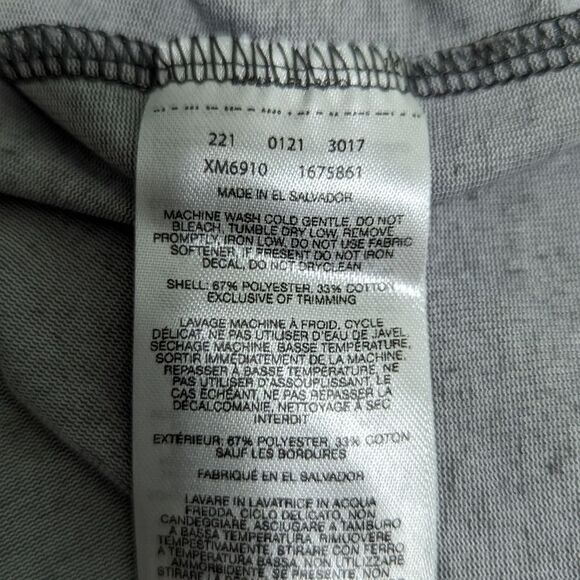 221 0121 3017
XM6910 1675861
MADE IN EL SALVADOR
MACHINE WASH COLD GENTLE, DO NOT
BLEACH, TUMBLE DRY LOW, REMOVE
PROMPTLY, IRON LOW, DO NOT USE FABRIC
SOFTENER, IF PRESENT DO NOT IRON
DECAL, DO NOT DRYCLEAN
SHELL: 67% POLYESTER, 33% COTTON
EXCLUSIVE OF TRIMMING
LAVAGE MACHINE À FROID, CYCLE
DÉLICAT, NE PAS UTILISER D'EAU DE JAVEL,
SÉCHAGE MACHINE, BASSE TEMPÉRATURE,
SORTIR IMMÉDIATEMENT DE LA MACHINE,
REPASSER À BASSE TEMPÉRATURE, NE
PAS UTILISER D'ASSOUPLISSANT, LE
CAS ÉCHÉANT, NE PAS REPASSER LA
DÉCALCOMANIE, NETTOYAGE À SEC
INTERDIT
EXTÉRIEUR: 67% POLYESTER, 33% COTON
SAUF LES BORDURES
FABRIQUÉ EN EL SALVADOR
LAVARE IN LAVATRICE IN ACQUA
FREDDA, CICLO DELICATO, NON
CANDEGGIARE, ASCIUGARE A TAMBURO
A BASSA TEMPERATURA, RIMUOVERE
TEMPESTIVAMENTE, STIRARE CON FERRO
A TEMPERATURA BASSA, NON UTILIZZARE
AMMORBIDENTE, SE PRESENTE, NON
STIRARE